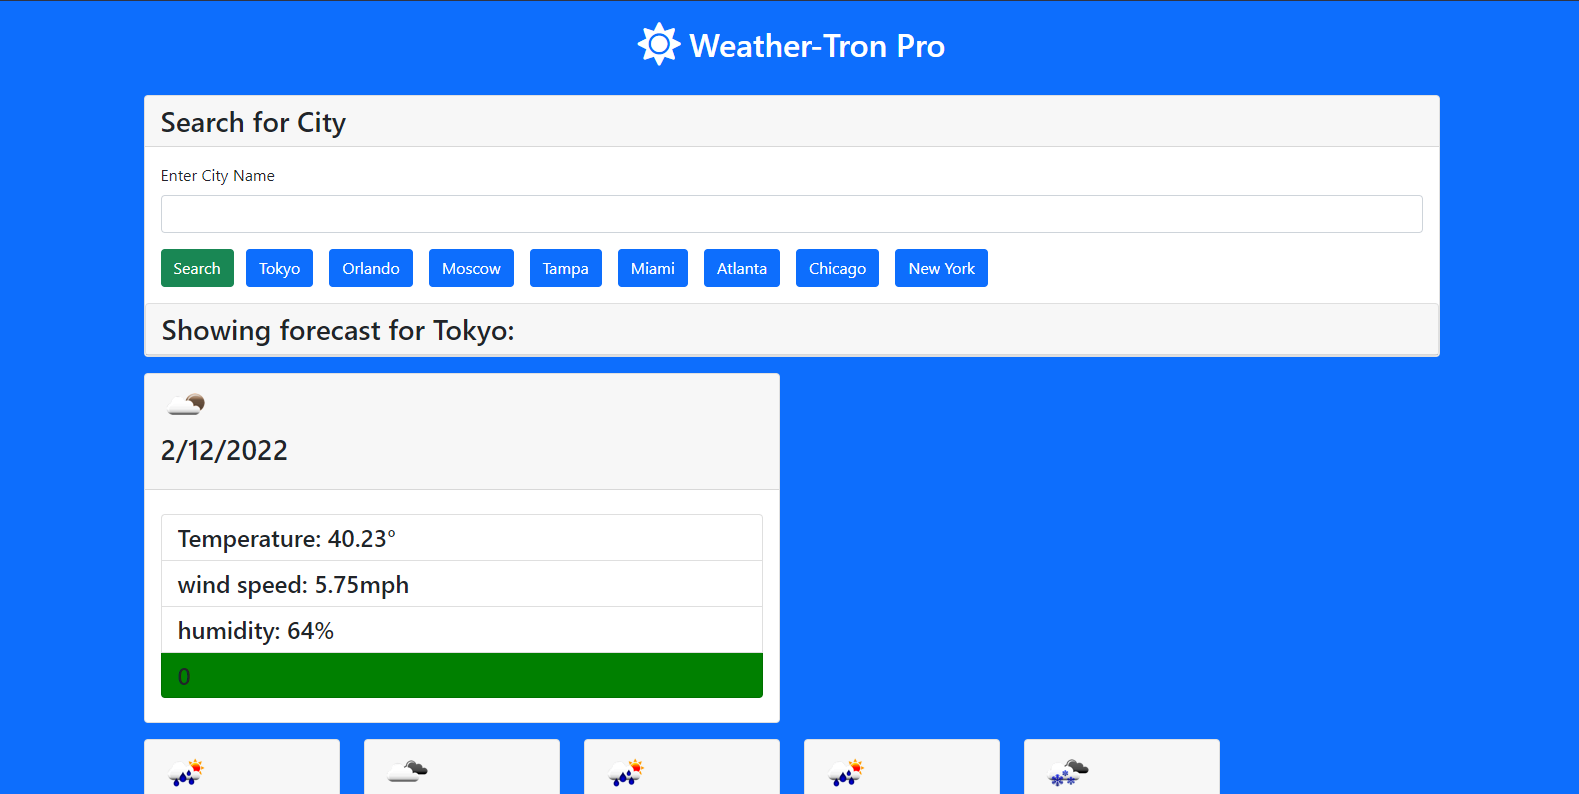 Weather-Tron Pro
Search for City
Enter City Name
Search Tokyo Orlando Moscow Tampa Miami Atlanta Chicago New York
Showing forecast for Tokyo:
2/12/2022
Temperature: 40.23°
wind speed: 5.75mph
humidity: 64%
0